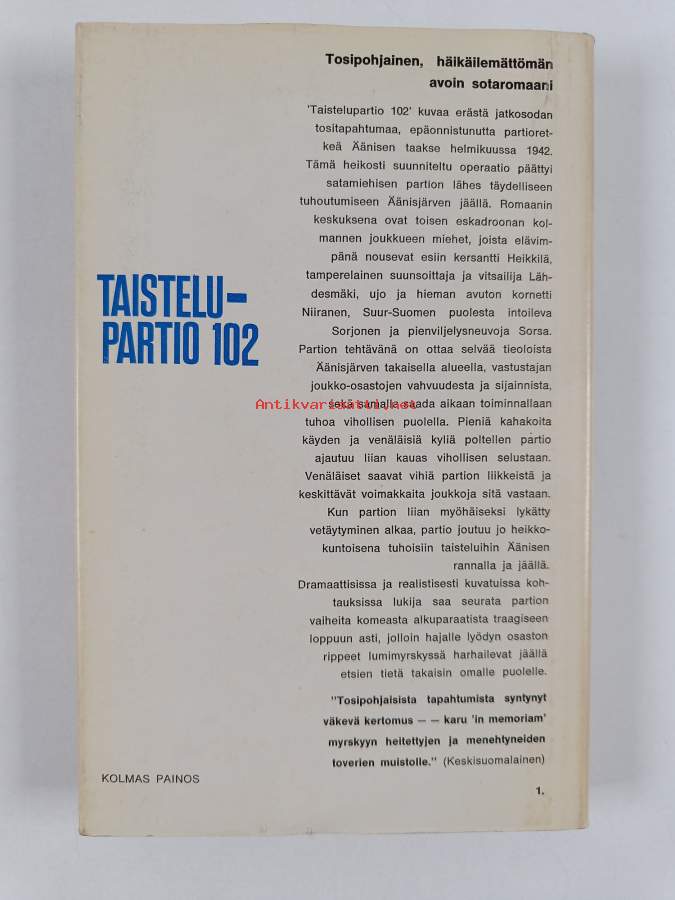 Tosipohjainen, häikäilemättömän
avoin sotaromaani
'Taistelupartio 102' kuvaa erästä jatkosodan
tositapahtumaa, epäonnistunutta partioret-
keä Äänisen taakse helmikuussa 1942.
Tämä heikosti suunniteltu operaatio päättyi
satamiehisen partion lähes täydelliseen
tuhoutumiseen Äänisjärven jäällä. Romaanin
keskuksena ovat toisen eskadroonan kol-
mannen joukkueen miehet, joista elävim-
pänä nousevat esiin kersantti Heikkilä,
tamperelainen suunsoittaja ja vitsailija Läh-
desmäki, ujo ja hieman avuton kornetti
Niiranen, Suur-Suomen puolesta intoileva
Sorjonen ja pienviljelysneuvoja Sorsa.
Partion tehtävänä on ottaa selvää tieoloista
Äänisjärven takaisella alueella, vastustajan
joukko-osastojen vahvuudesta ja sijainnista,
sekä samalla saada aikaan toiminnallaan
tuhoa vihollisen puolella. Pieniä kahakoita
käyden ja venäläisiä kyliä poltellen partio
ajautuu liian kauas vihollisen selustaan.
Venäläiset saavat vihiä partion liikkeistä ja
keskittävät voimakkaita joukkoja sitä vastaan.
Kun partion liian myöhäiseksi lykätty
vetäytyminen alkaa, partio joutuu jo heikko-
kuntoisena tuhoisiin taisteluihin Äänisen
rannalla ja jäällä.
Dramaattisissa ja realistisesti kuvatuissa koh-
tauksissa lukija saa seurata partion
vaiheita komeasta alkuparaatista traagiseen
loppuun asti, jolloin hajalle lyödyn osaston
rippeet lumimyrskyssä harhailevat jäällä
etsien tietä takaisin omalle puolelle.
"Tosipohjaisista tapahtumista syntynyt
väkevä kertomus — — karu 'in memoriam'
myrskyyn heitettyjen ja menehtyneiden
toverien muistolle." (Keskisuomalainen)
1.
TAISTELU-
PARTIO 102
KOLMAS PAINOS
Antikvariaatti.net